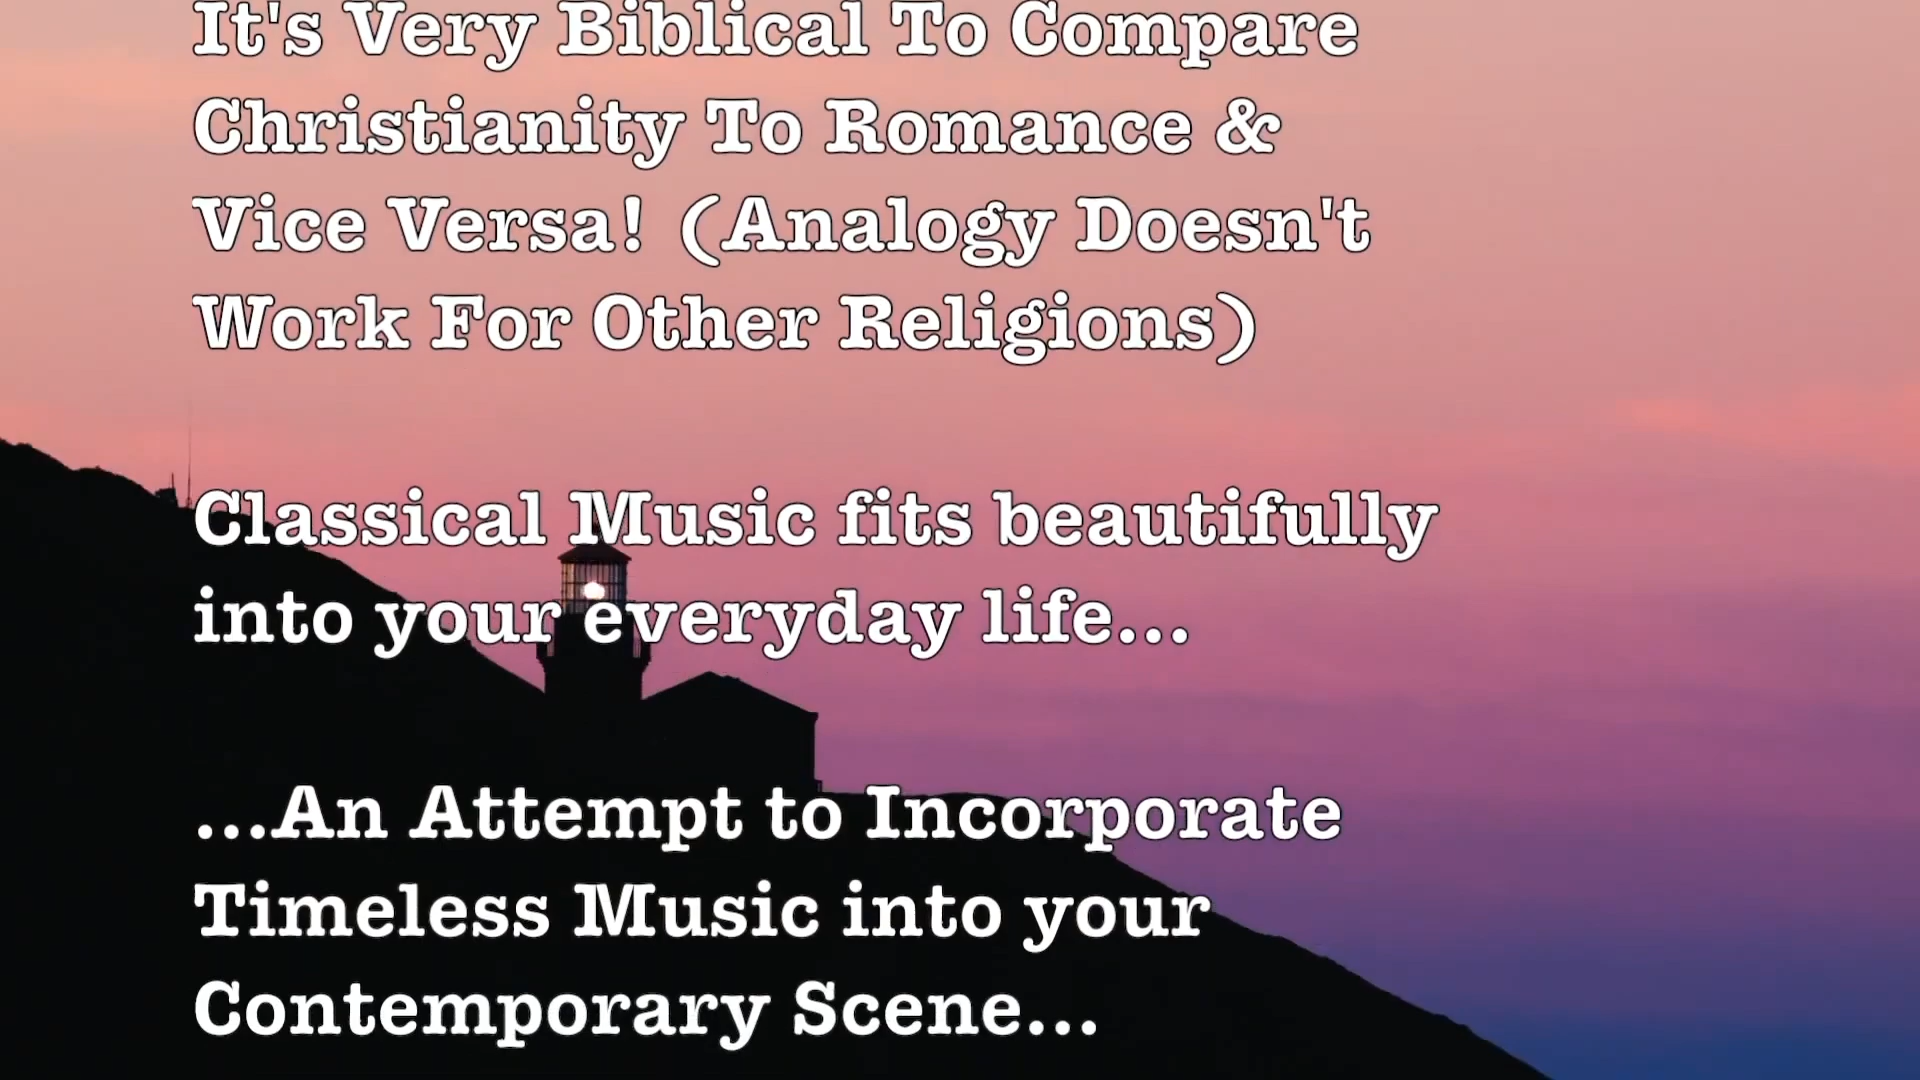 It's Very Biblical To Compare
Christianity To Romance &
Vice Versa! (Analogy Doesn't
Work For Other Religions)
Classical Music fits beautifully
into your everyday life...
...An Attempt to Incorporate
Timeless Music into your
Contemporary Scene...